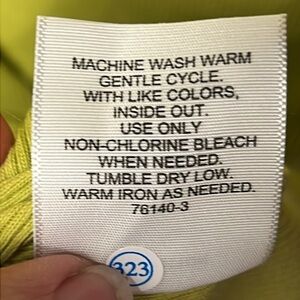 MACHINE WASH WARM
GENTLE CYCLE.
WITH LIKE COLORS,
INSIDE OUT.
USE ONLY
NON-CHLORINE BLEACH
WHEN NEEDED.
TUMBLE DRY LOW.
WARM IRON AS NEEDED.
76140-3
323